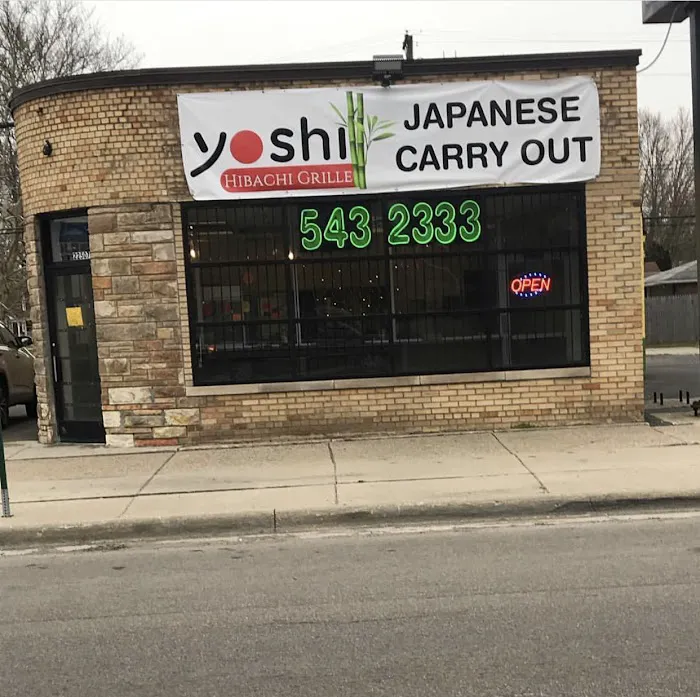 yoshi
HIBACHI GRILLE
JAPANESE
CARRY OUT
543 2333
OPEN